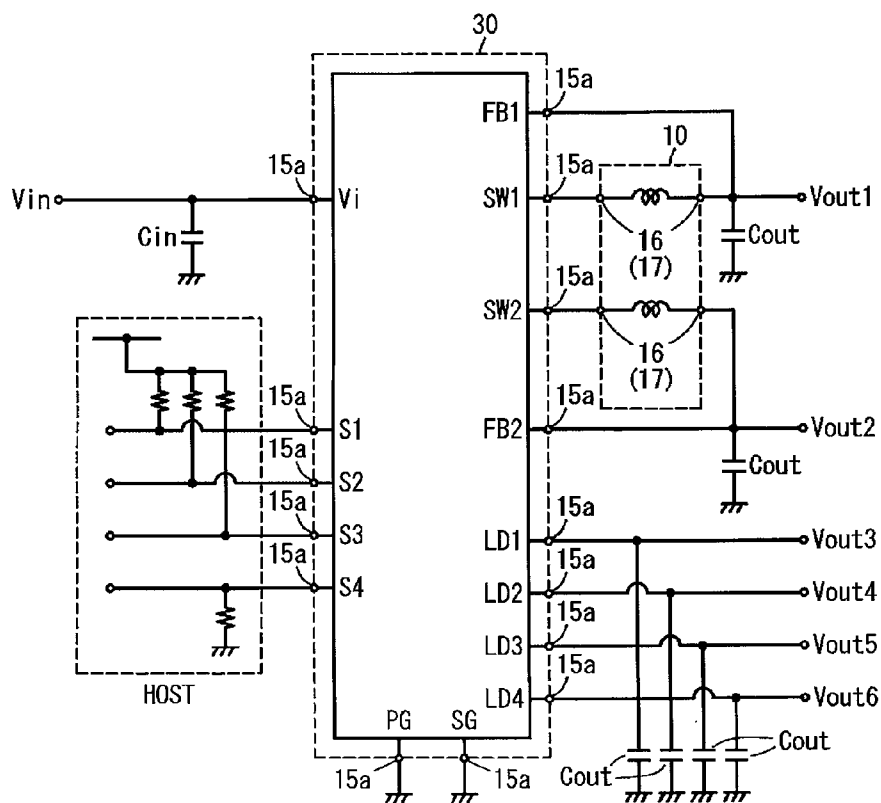 30
15a
FB1
10
15a
15a
Vin
Vi
SW1
Vout1
Cin
16
(17)
Cout
15a
SW2
16
(17)
15a
15a
S1
FB2
Vout2
15a
Cout
S2
15a
15a
S3
LD1
Vout3
15a
15a
S4
LD2
Vout4
15a
LD3
Vout5
15a
HOST
LD4
Vout6
PG
SG
Cout
Cout
15a
15a